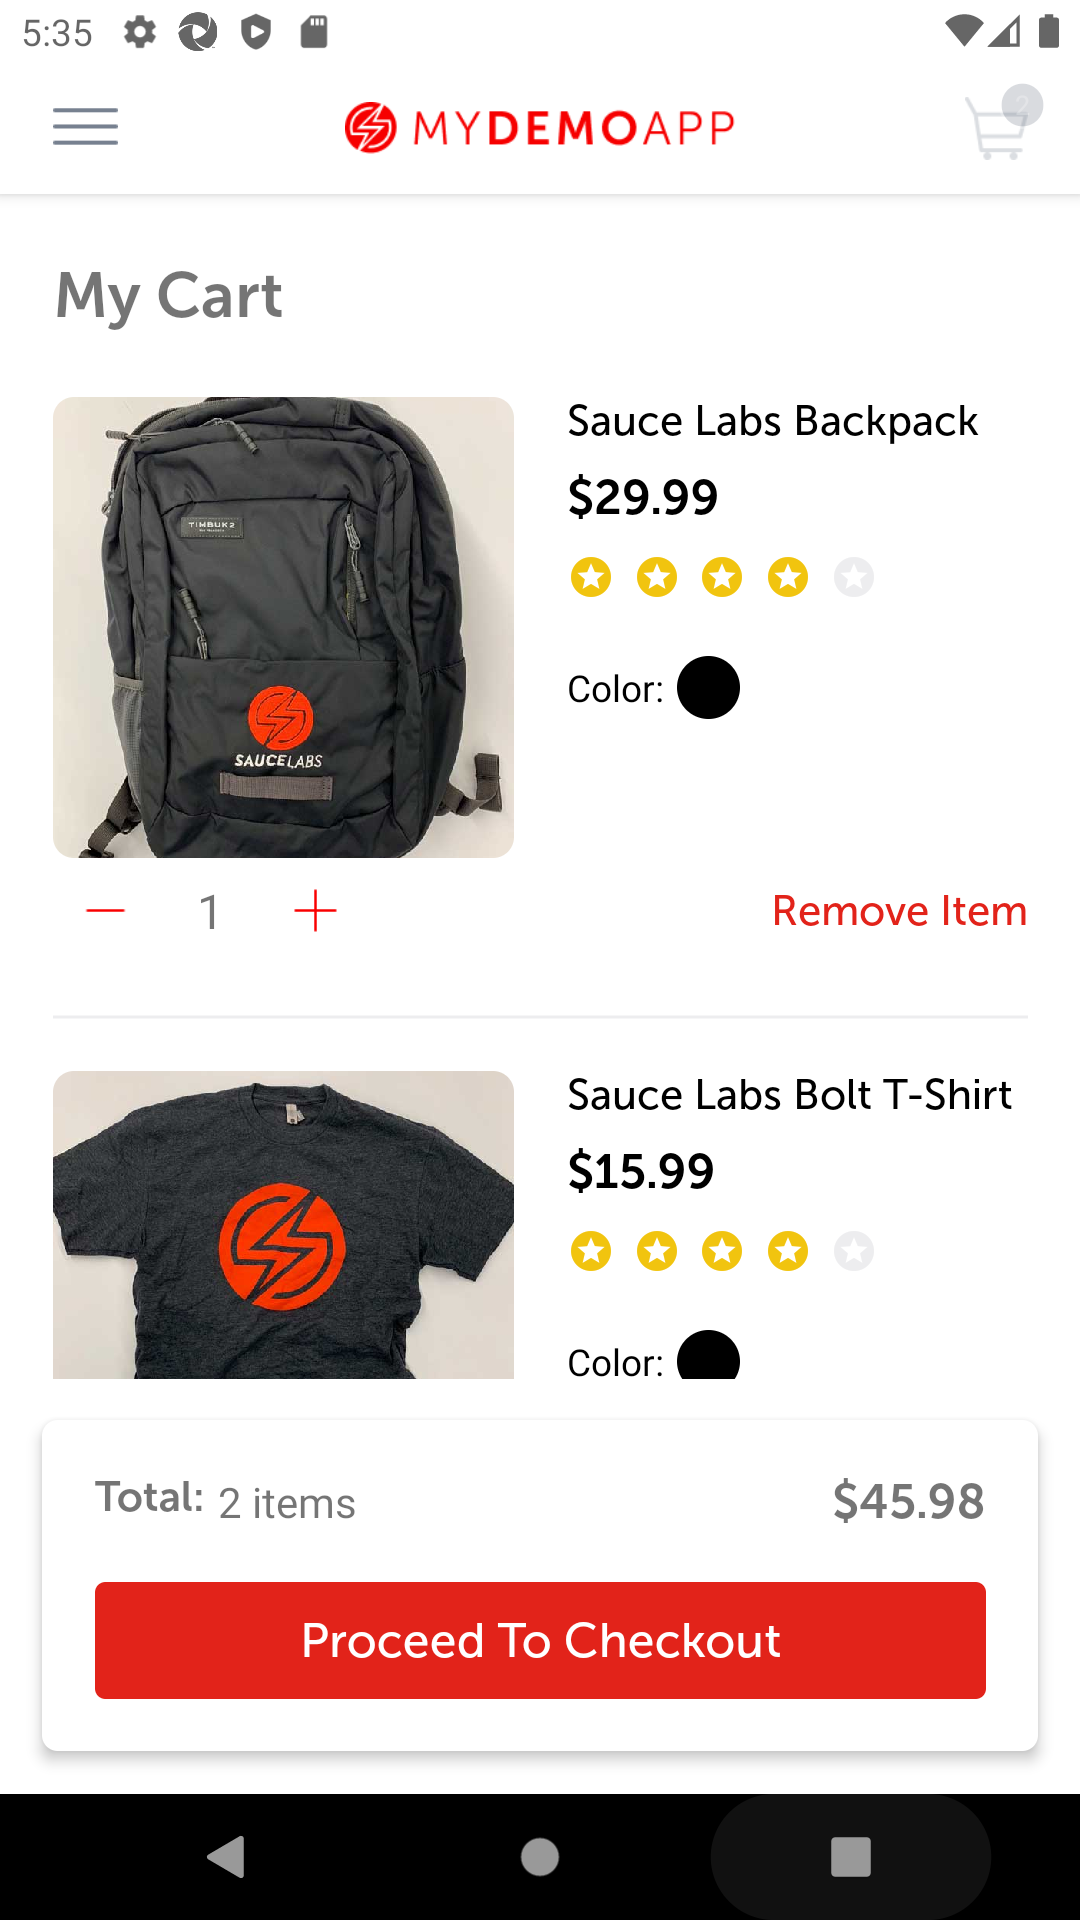 5:35
MYDEMOAPP
2
My Cart
TIMBUK2
SAUCELABS
Sauce Labs Backpack
$29.99
Color:
1
Remove Item
Sauce Labs Bolt T-Shirt
$15.99
Color:
Total: 2 items
$45.98
Proceed To Checkout